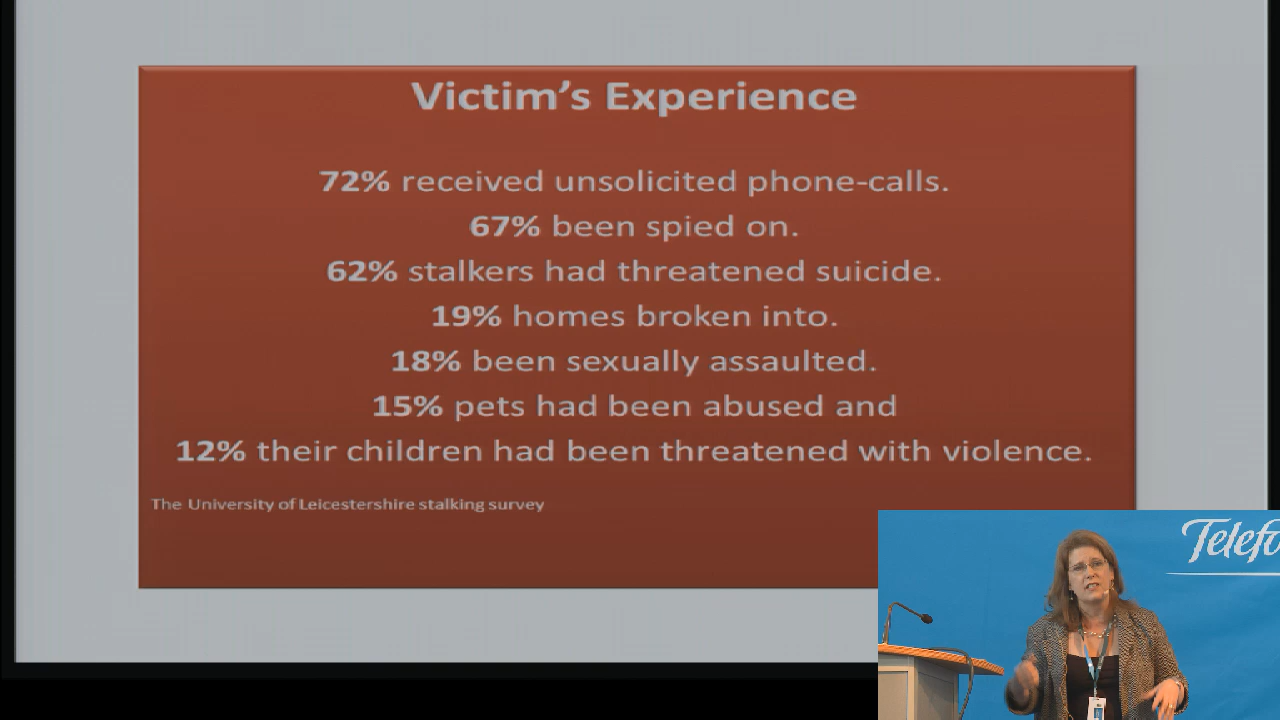 Victim's Experience
72% received unsolicited phone-calls.
67% been spied on.
62% stalkers had threatened suicide.
19% homes broken into.
18% been sexually assaulted.
15% pets had been abused and
12% their children had been threatened with violence.
The University of Leicestershire stalking survey